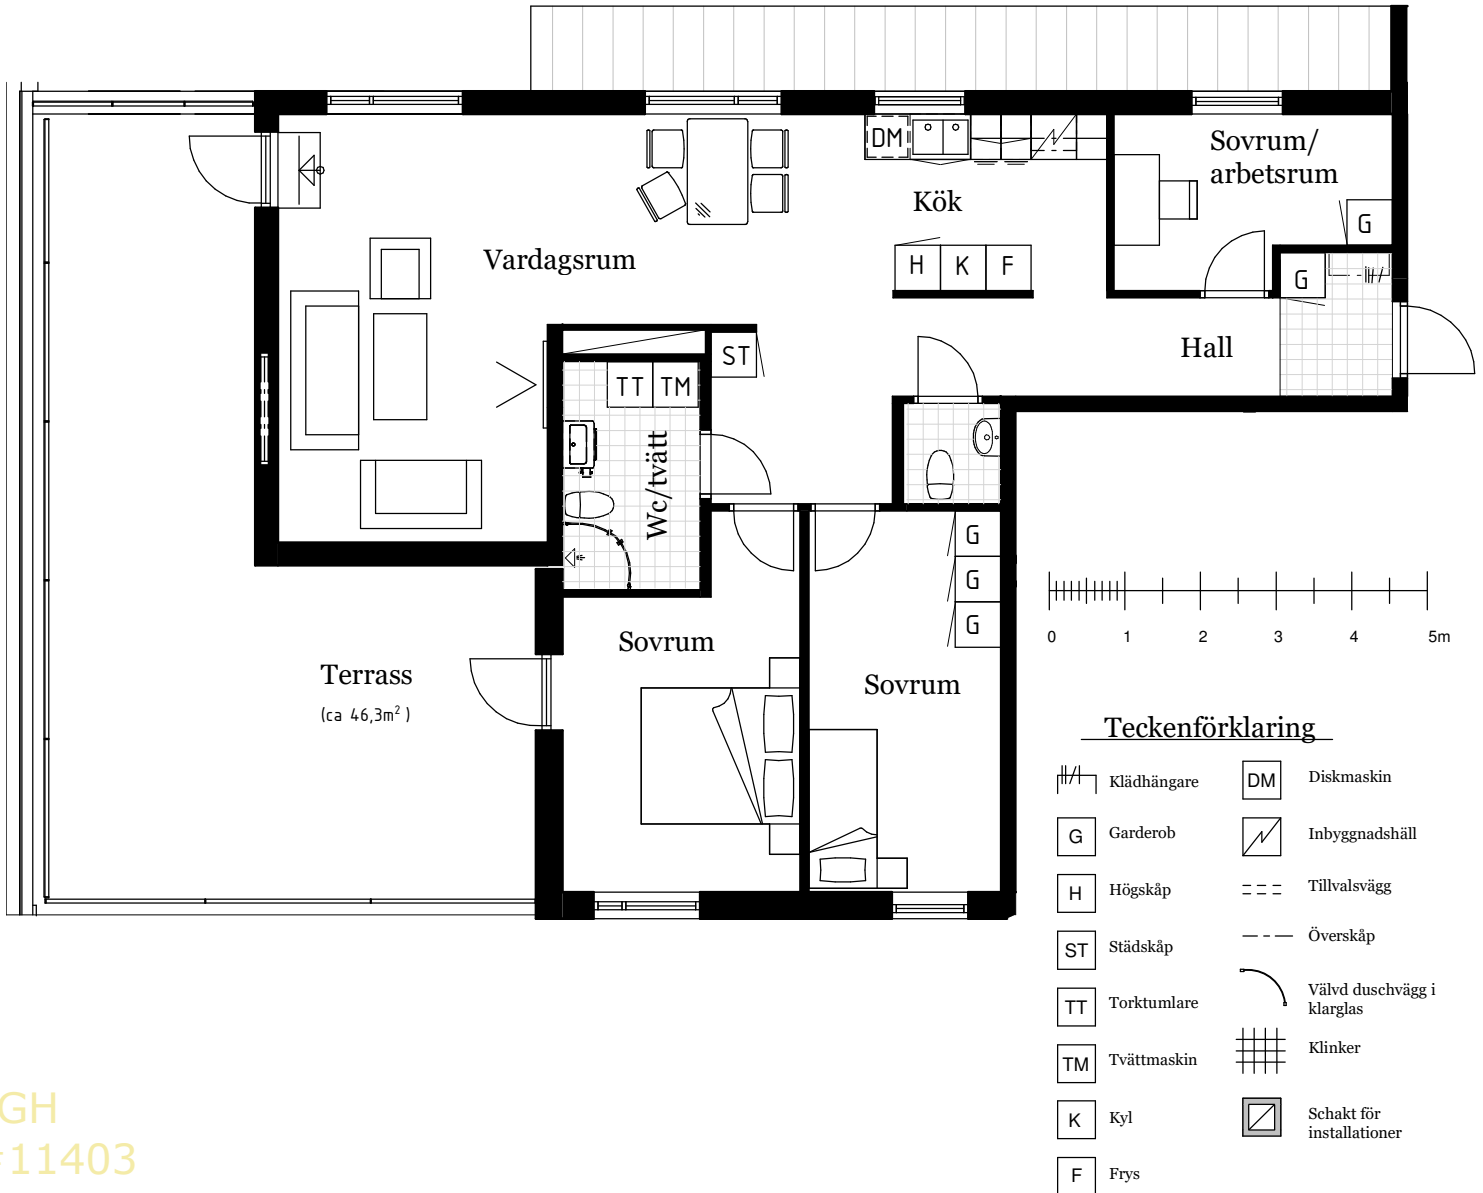 DM
Sovrum/
arbetsrum
Kök
G
Vardagsrum
H K F
G
Hall
ST
TT TM
Wc/tvätt
G
G
G
Sovrum
Sovrum
Terrass
(ca 46,3m²)
0 1 2 3 4 5m
Teckenförklaring
Klädhängare
G Garderob
H Högskåp
ST Städskåp
TT Torktumlare
TM Tvättmaskin
K Kyl
F Frys
DM Diskmaskin
Inbyggnadshäll
Tillvalsvägg
Överskåp
Välvd duschvägg i
klarglas
Klinker
Schakt för
installationer
GH
11403